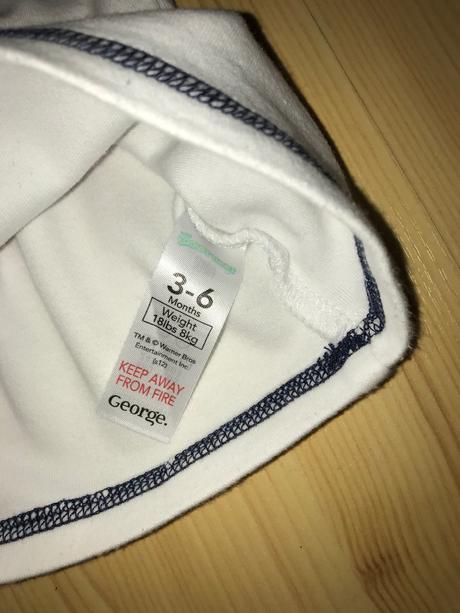 3-6
Months
Weight
18lbs 8kg
TM & © Warner Bros
Entertainment Inc.
(s12)
KEEP AWAY
FROM FIRE
George.